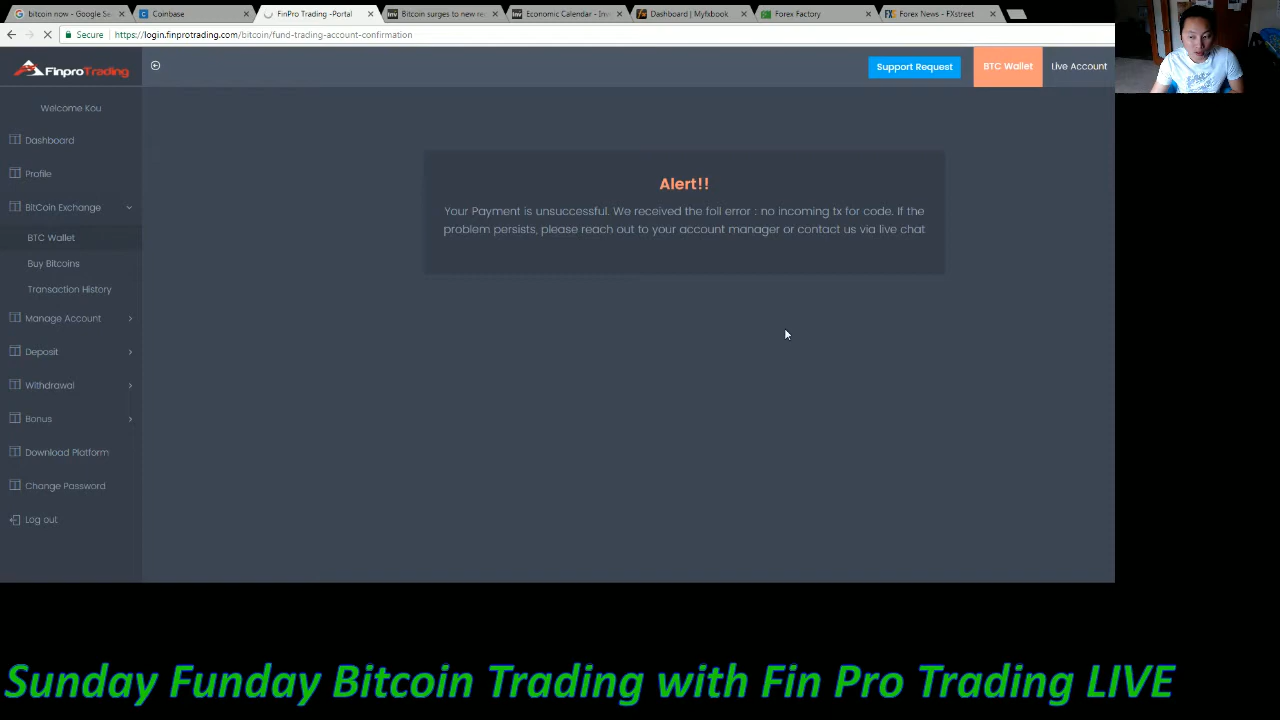 bitcoin now - Google Se
Coinbase
FinPro Trading -Portal
Bitcoin surges to new re
Economic Calendar - Inv
Dashboard | Myfxbook
Forex Factory
Forex News - FXstreet
Secure
https://login.finprotrading.com/bitcoin/fund-trading-account-confirmation
FinproTrading
Support Request
BTC Wallet
Live Account
Welcome Kou
Dashboard
Profile
BitCoin Exchange
BTC Wallet
Buy Bitcoins
Transaction History
Manage Account
Deposit
Withdrawal
Bonus
Download Platform
Change Password
Log out
Alert!!
Your Payment is unsuccessful. We received the foll error : no incoming tx for code. If the
problem persists, please reach out to your account manager or contact us via live chat
Sunday Funday Bitcoin Trading with Fin Pro Trading LIVE